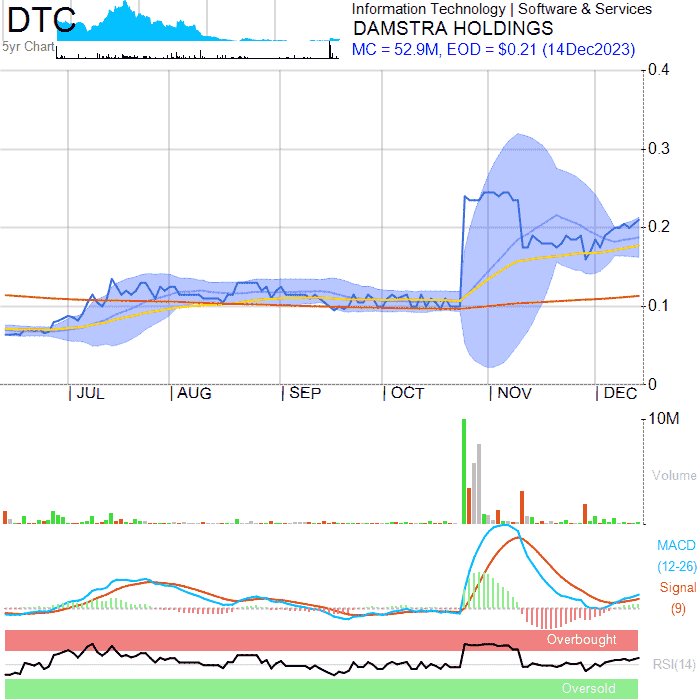 DTC
5yr Chart
Information Technology | Software & Services
DAMSTRA HOLDINGS
MC = 52.9M, EOD = $0.21 (14Dec2023)
0.4
0.3
0.2
0.1
0
JUL AUG SEP OCT NOV DEC
10M
Volume
MACD
(12-26)
Signal
(9)
Overbought
RSI(14)
Oversold